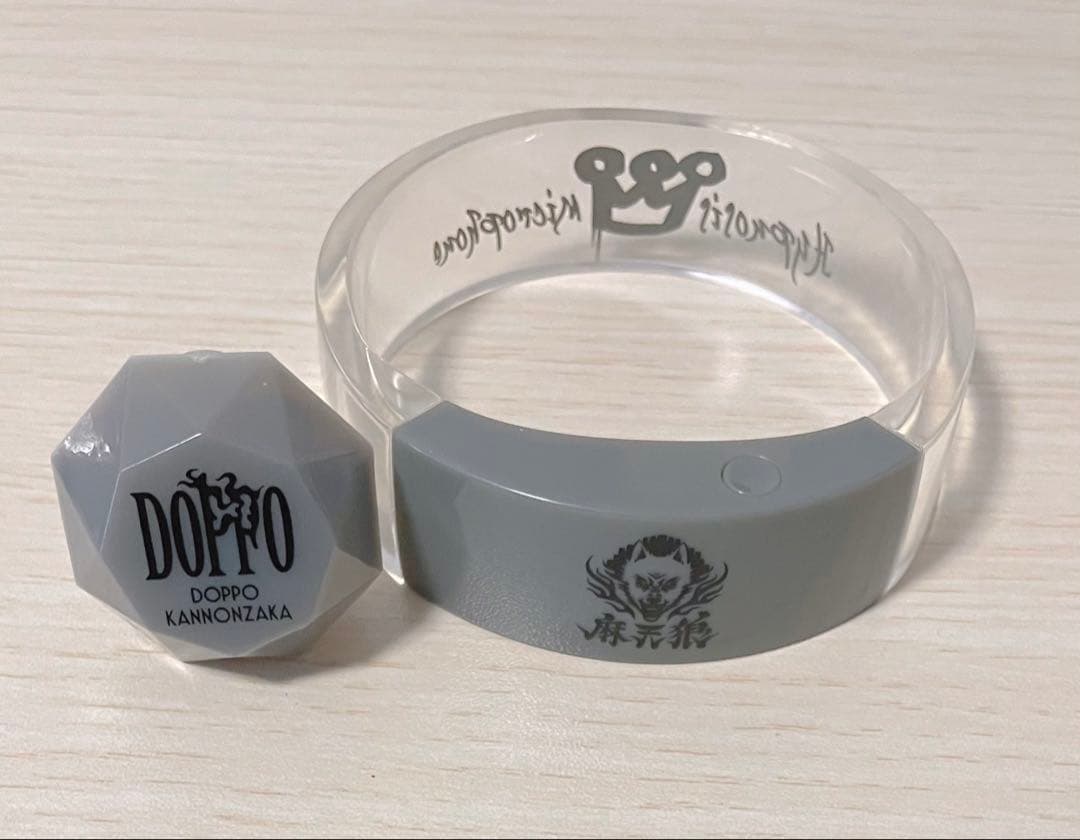 Hypnosis Microphone
DOPPO
DOPPO
KANNONZAKA
麻天狼